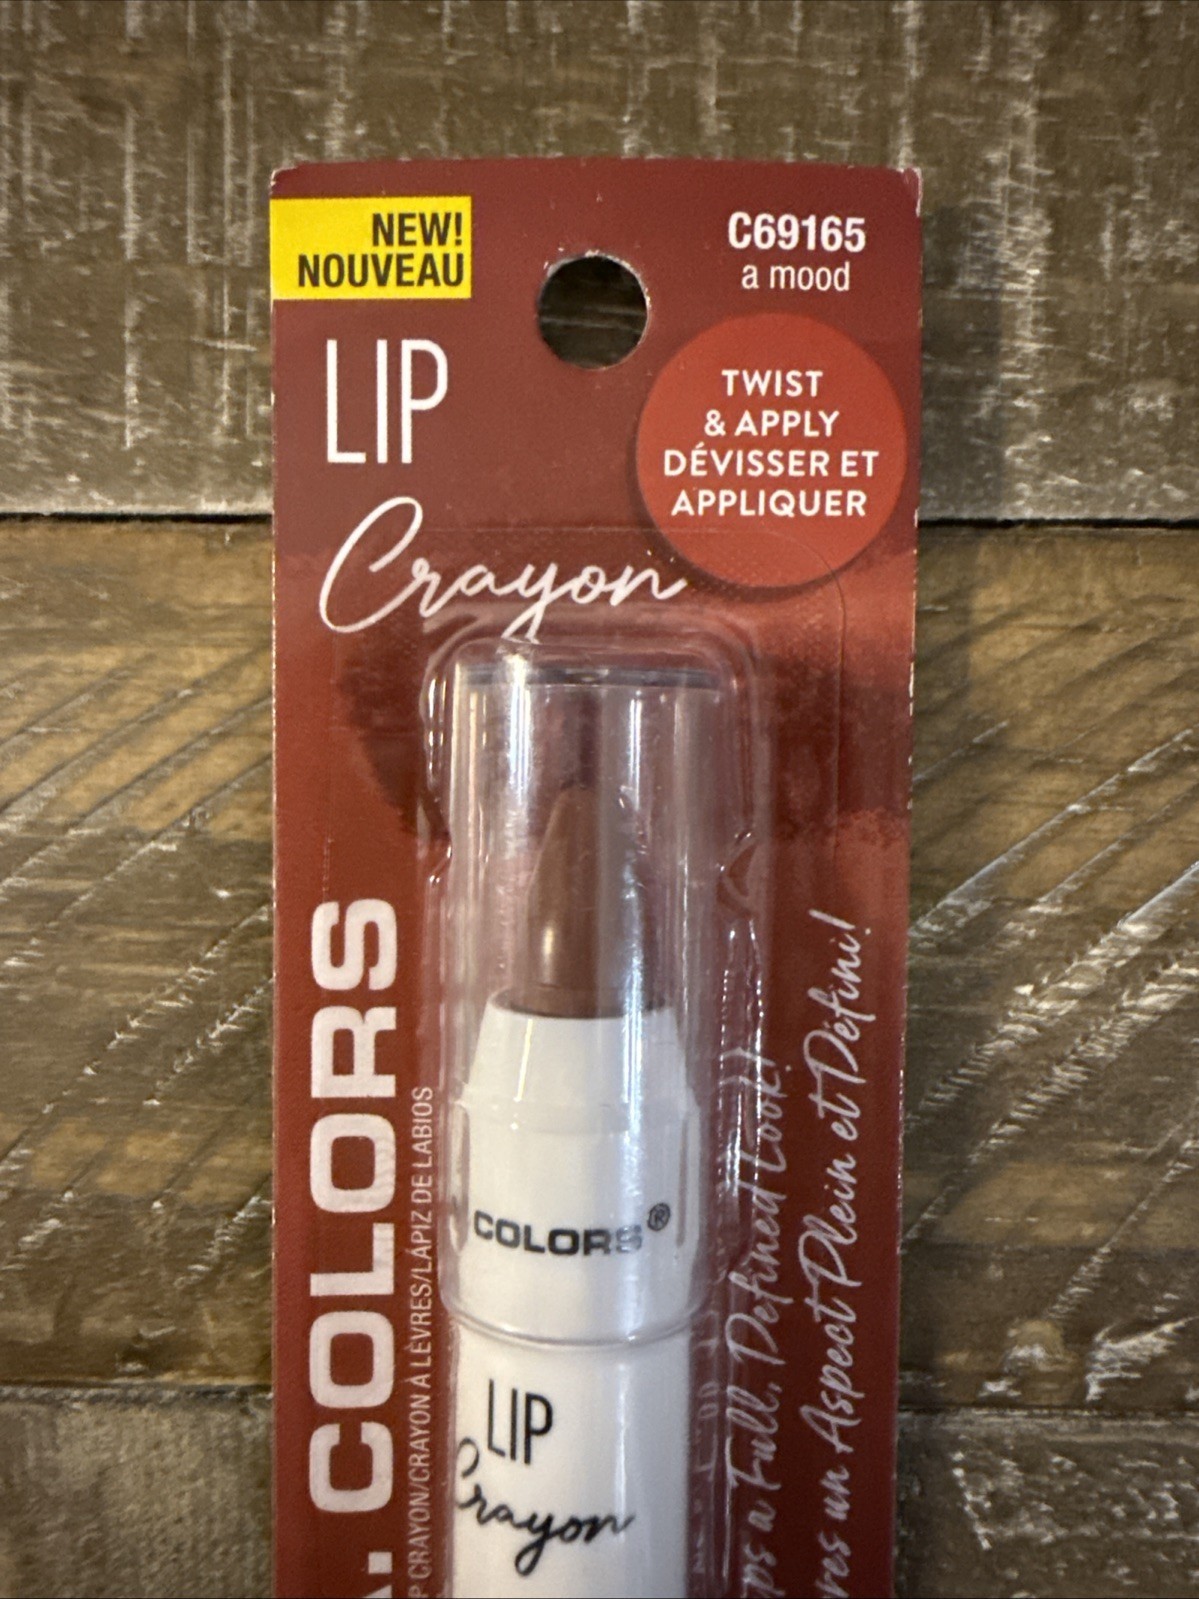 NEW!
NOUVEAU
C69165
a mood
LIP
Crayon
TWIST
& APPLY
DÉVISSER ET
APPLIQUER
COLORS
CRAYON/CRAYON À LÈVRES/LÁPIZ DE LABIOS
COLORS®
LIP
Crayon
a Full, Defined Look!
un Aspect Plein et Défini!